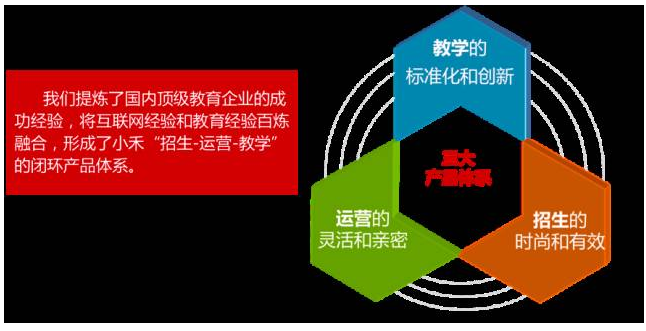 我们提炼了国内顶级教育企业的成
功经验，将互联网经验和教育经验百炼
融合，形成了小禾“招生-运营-教学”
的闭环产品体系。
教学的
标准化和创新
大
产品体系
运营的
灵活和亲密
招生的
时尚和有效